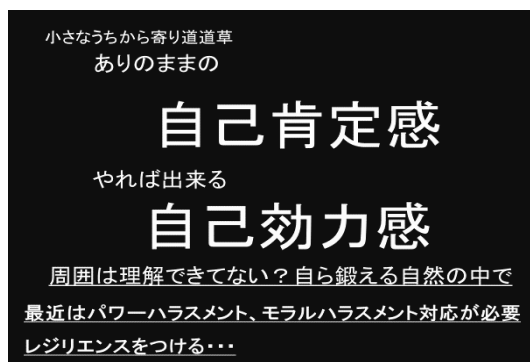 小さなうちから寄り道道草
ありのままの
自己肯定感
やれば出来る
自己効力感
周囲は理解できてない？自ら鍛える自然の中で
最近はパワーハラスメント、モラルハラスメント対応が必要
レジリエンスをつける・・・